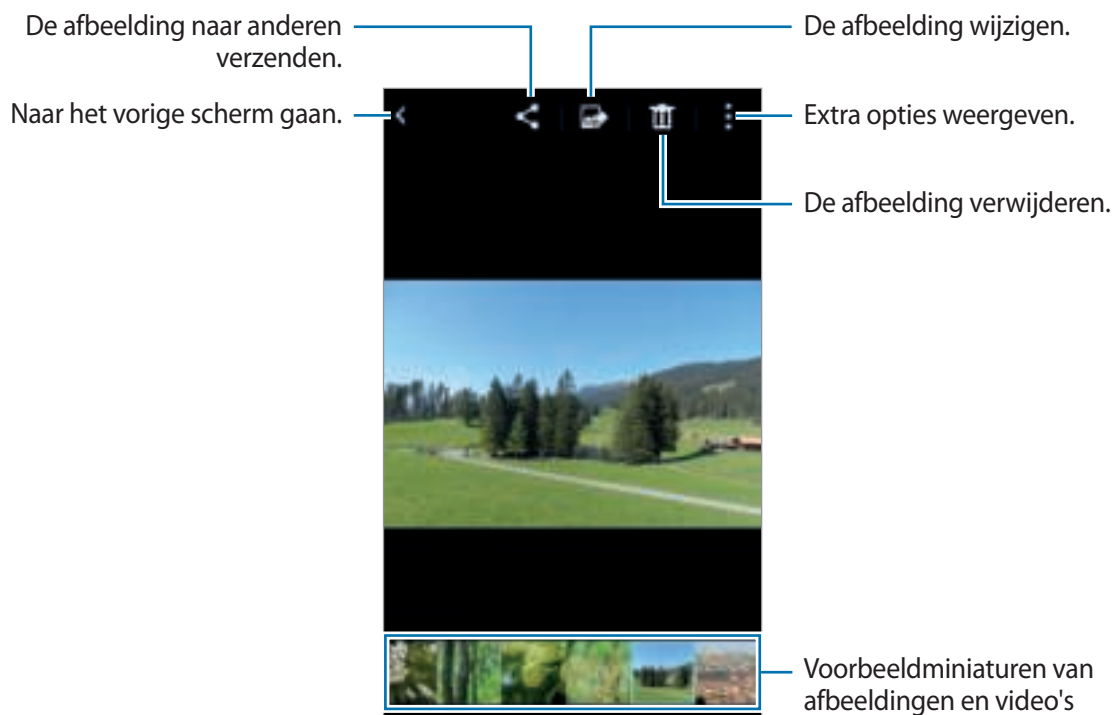 De afbeelding naar anderen
verzenden.
De afbeelding wijzigen.
Naar het vorige scherm gaan.
Extra opties weergeven.
De afbeelding verwijderen.
Voorbeeldminiaturen van
afbeeldingen en video's